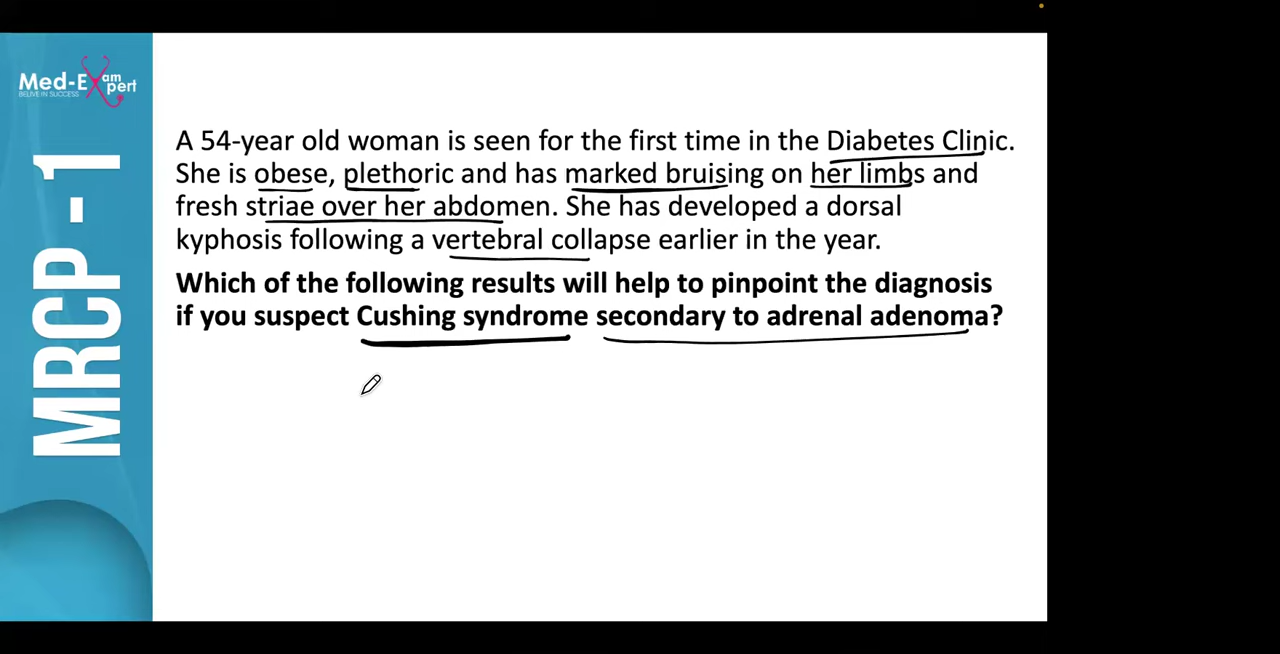 Med-Exam
pert
BELIVE IN SUCCESS
MRCP - 1
A 54-year old woman is seen for the first time in the Diabetes Clinic.
She is obese, plethoric and has marked bruising on her limbs and
fresh striae over her abdomen. She has developed a dorsal
kyphosis following a vertebral collapse earlier in the year.
Which of the following results will help to pinpoint the diagnosis
if you suspect Cushing syndrome secondary to adrenal adenoma?